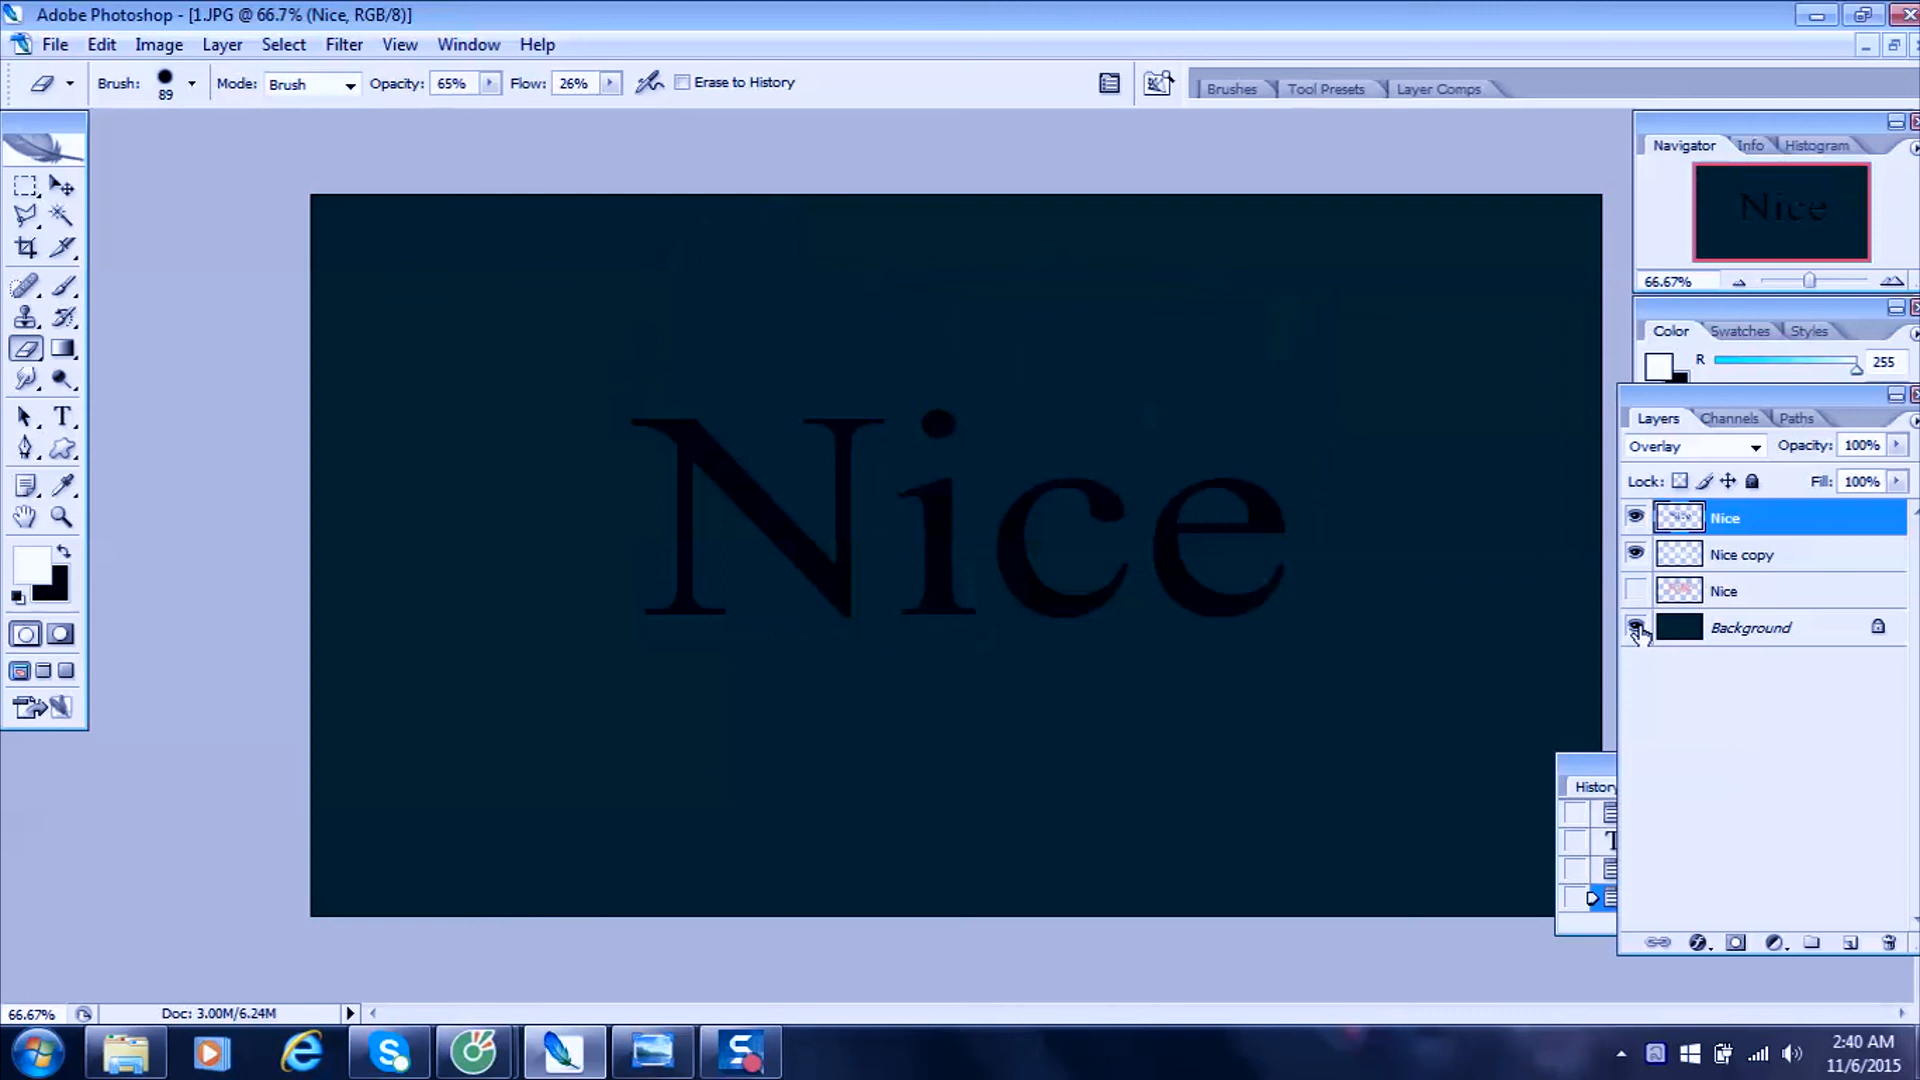 Adobe Photoshop - [1.JPG @ 66.7% (Nice, RGB/8)]
File Edit Image Layer Select Filter View Window Help
Brush: 89 Mode: Brush Opacity: 65% Flow: 26% Erase to History
Brushes Tool Presets Layer Comps
Navigator Info Histogram
Nice
66.67%
Color Swatches Styles
R 255
Layers Channels Paths
Overlay Opacity: 100%
Lock: Fill: 100%
Nice
Nice copy
Nice
Background
Nice
History
66.67% Doc: 3.00M/6.24M
2:40 AM
11/6/2015